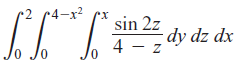 ∫₀² ∫₀^{4−x²} ∫₀^x (sin 2z)/(4 − z) dy dz dx